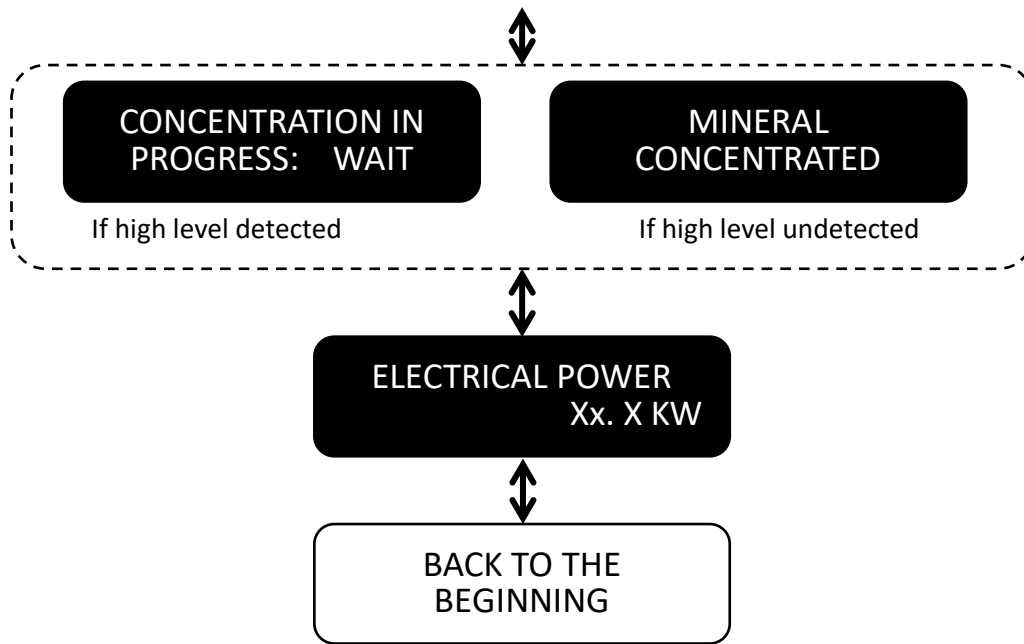 CONCENTRATION IN
PROGRESS: WAIT
MINERAL
CONCENTRATED
If high level detected
If high level undetected
ELECTRICAL POWER
Xx. X KW
BACK TO THE
BEGINNING